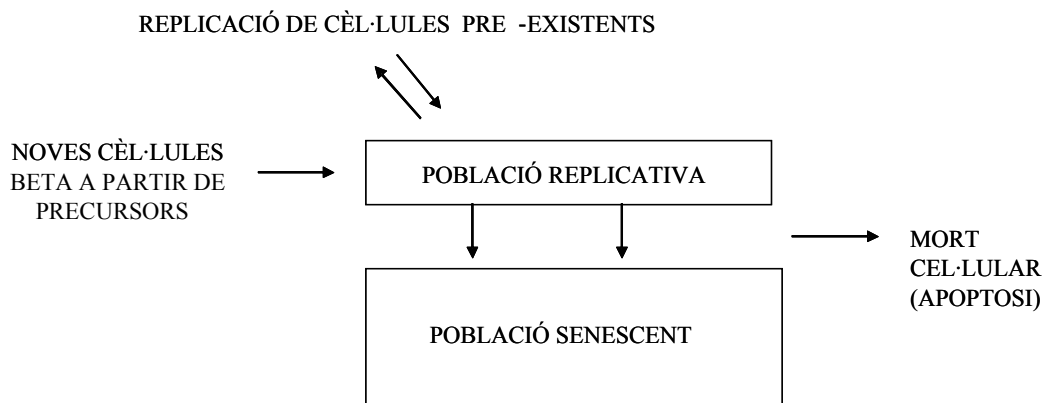 REPLICACIÓ DE CÈL·LULES PRE -EXISTENTS
NOVES CÈL·LULES
BETA A PARTIR DE
PRECURSORS
POBLACIÓ REPLICATIVA
MORT
CEL·LULAR
(APOPTOSI)
POBLACIÓ SENESCENT